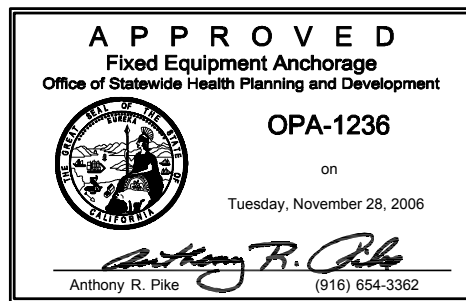 APPROVED
Fixed Equipment Anchorage
Office of Statewide Health Planning and Development
THE GREAT SEAL OF THE STATE OF CALIFORNIA
EUREKA
OPA-1236
on
Tuesday, November 28, 2006
Anthony R. Pike
Anthony R. Pike (916) 654-3362